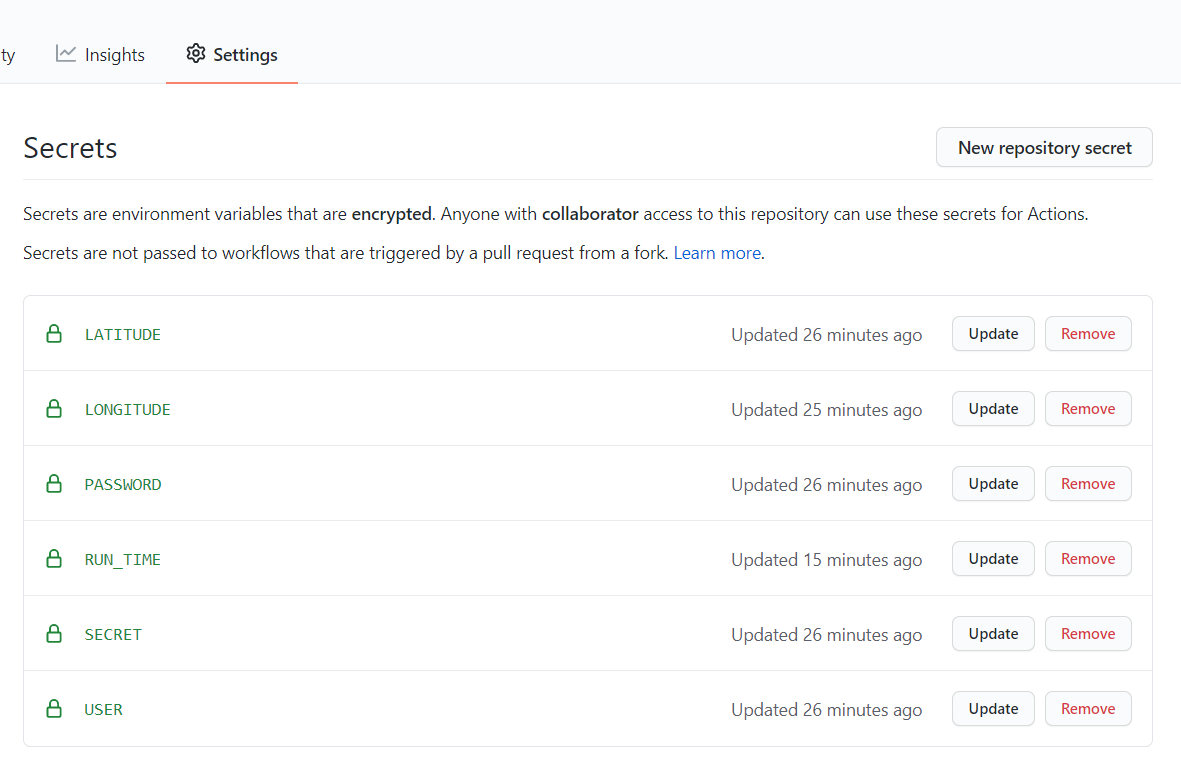 ty Insights Settings
Secrets New repository secret
Secrets are environment variables that are encrypted. Anyone with collaborator access to this repository can use these secrets for Actions.
Secrets are not passed to workflows that are triggered by a pull request from a fork. Learn more.
LATITUDE Updated 26 minutes ago Update Remove
LONGITUDE Updated 25 minutes ago Update Remove
PASSWORD Updated 26 minutes ago Update Remove
RUN_TIME Updated 15 minutes ago Update Remove
SECRET Updated 26 minutes ago Update Remove
USER Updated 26 minutes ago Update Remove